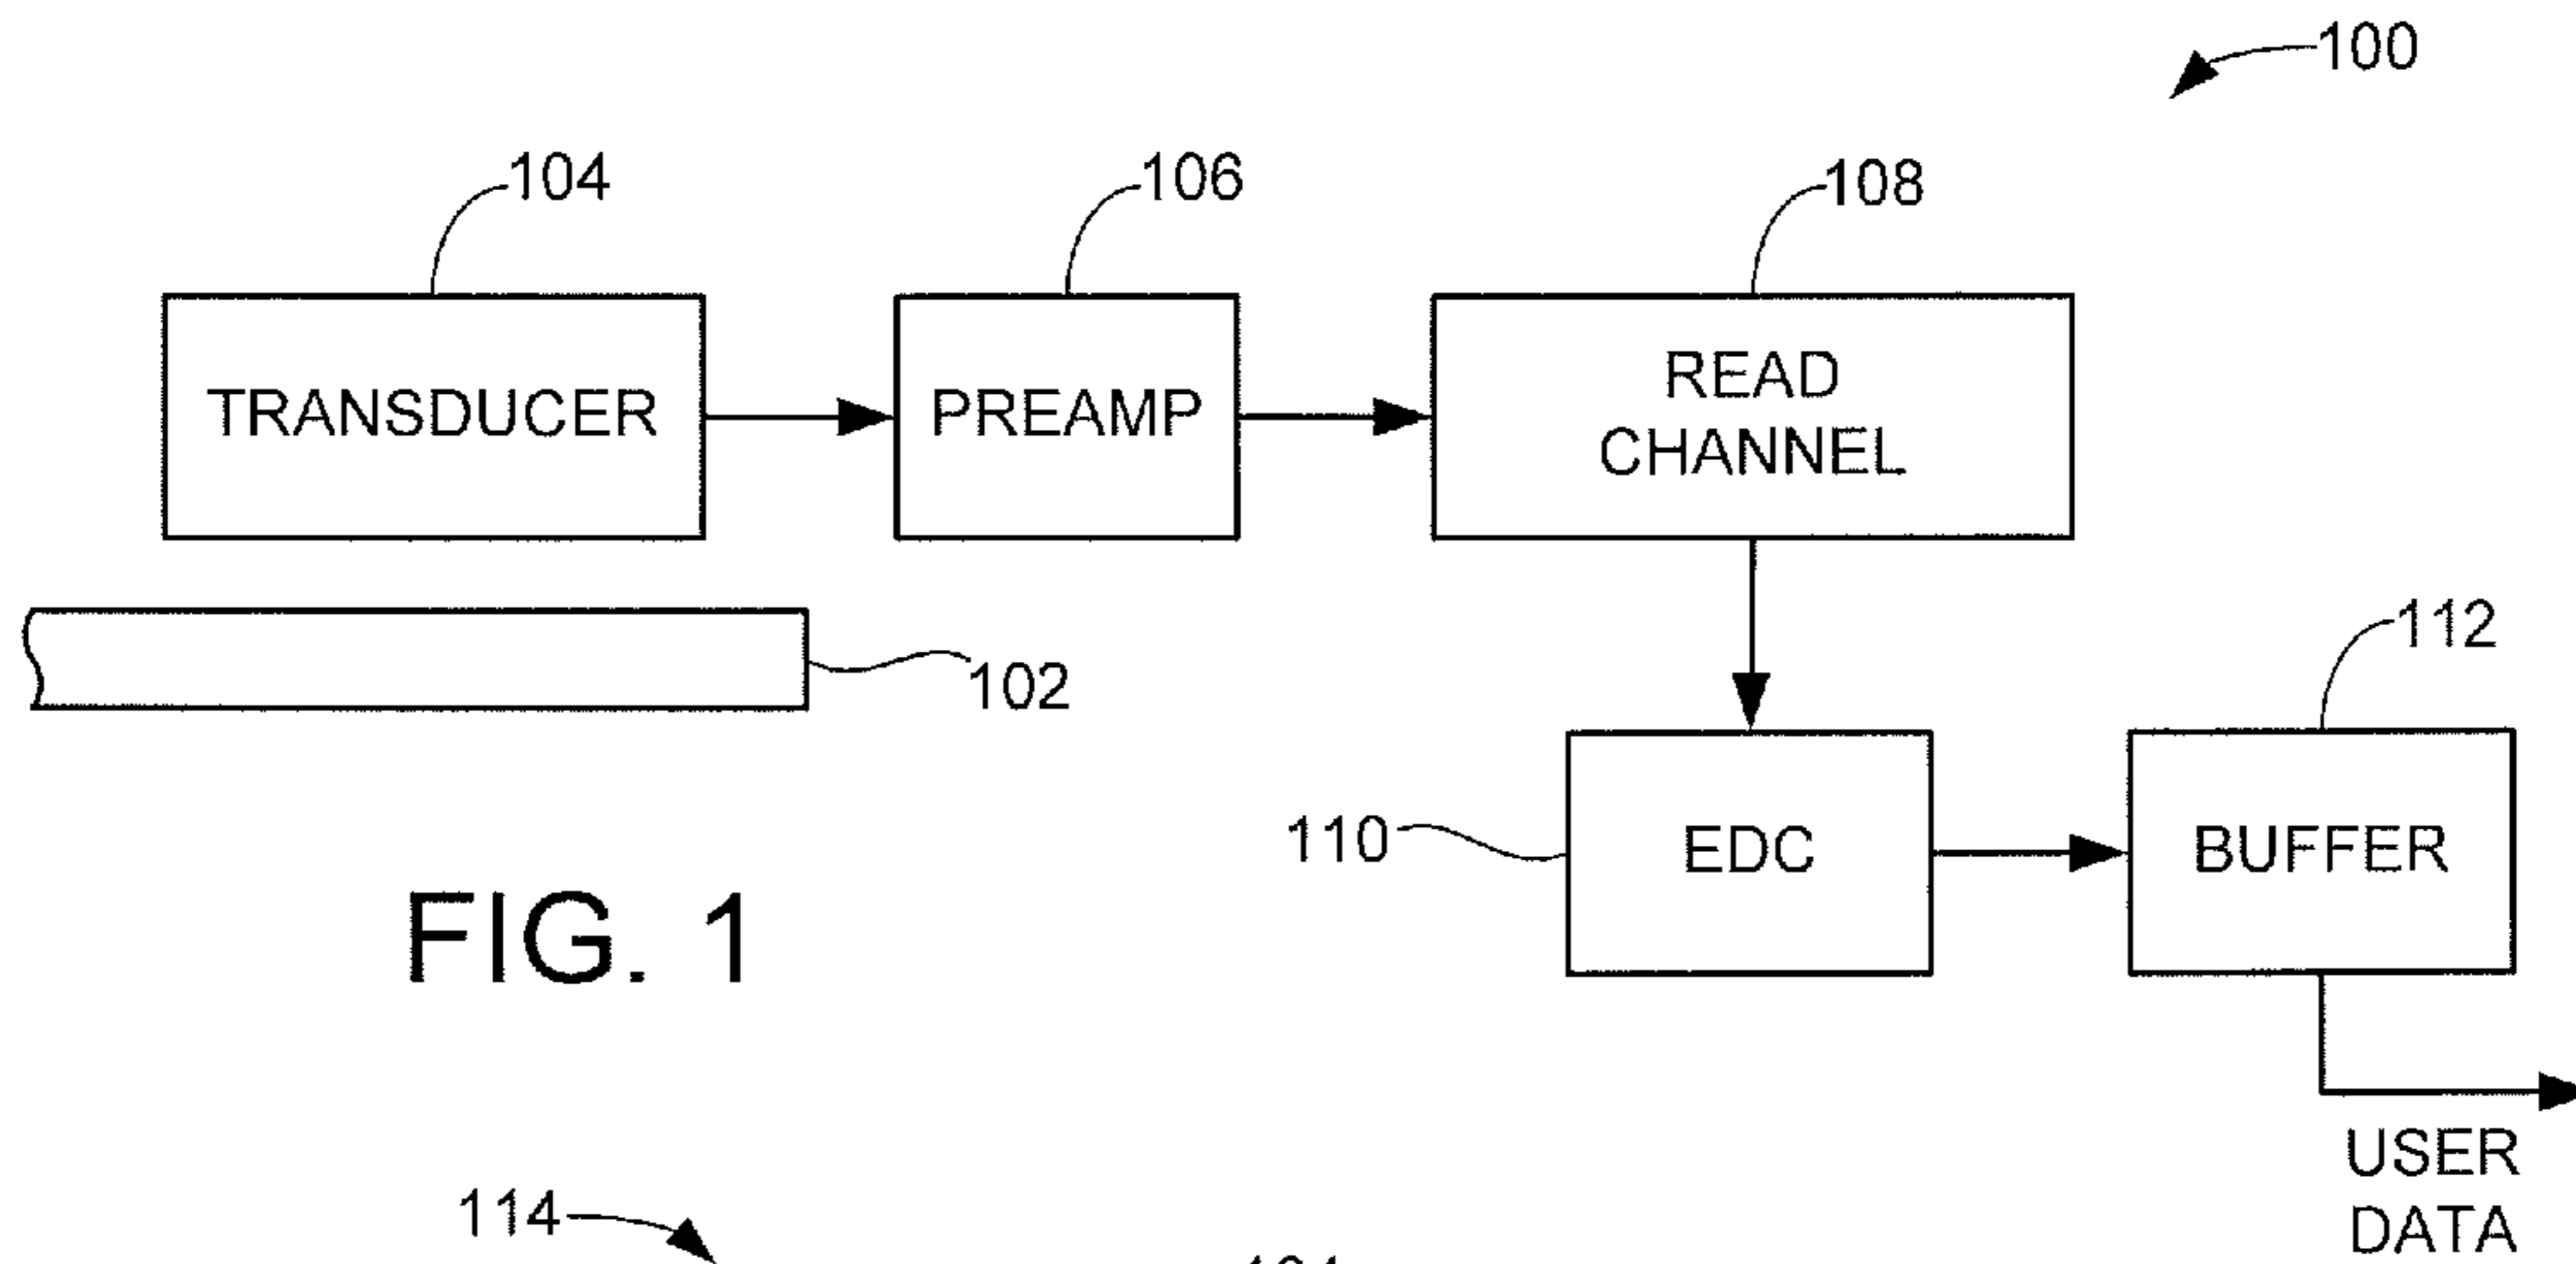 100
104
106
108
TRANSDUCER
PREAMP
READ
CHANNEL
102
112
110
EDC
BUFFER
FIG. 1
USER
DATA
114